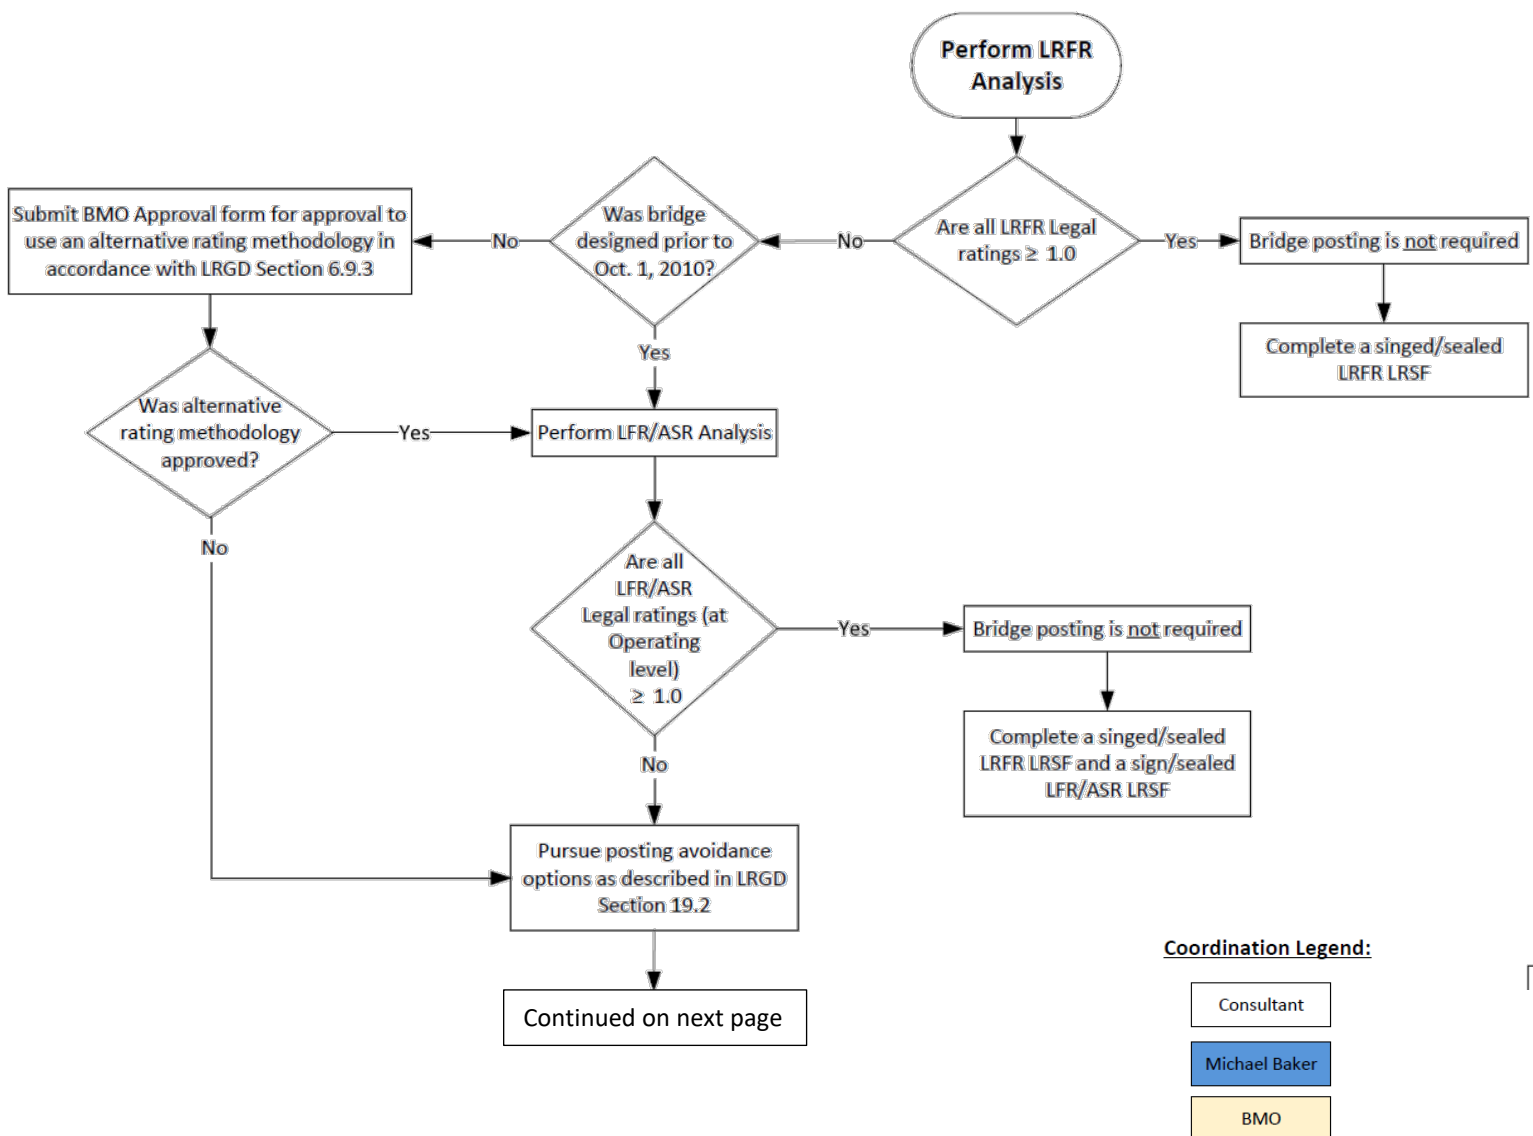 Perform LRFR
Analysis
Are all LRFR Legal
ratings ≥ 1.0
Yes
Bridge posting is not required
Complete a singed/sealed
LRFR LRSF
No
Was bridge
designed prior to
Oct. 1, 2010?
No
Submit BMO Approval form for approval to
use an alternative rating methodology in
accordance with LRGD Section 6.9.3
Yes
Was alternative
rating methodology
approved?
Yes
Perform LFR/ASR Analysis
No
Are all
LFR/ASR
Legal ratings (at
Operating
level)
≥ 1.0
Yes
Bridge posting is not required
Complete a singed/sealed
LRFR LRSF and a sign/sealed
LFR/ASR LRSF
No
Pursue posting avoidance
options as described in LRGD
Section 19.2
Continued on next page
Coordination Legend:
Consultant
Michael Baker
BMO